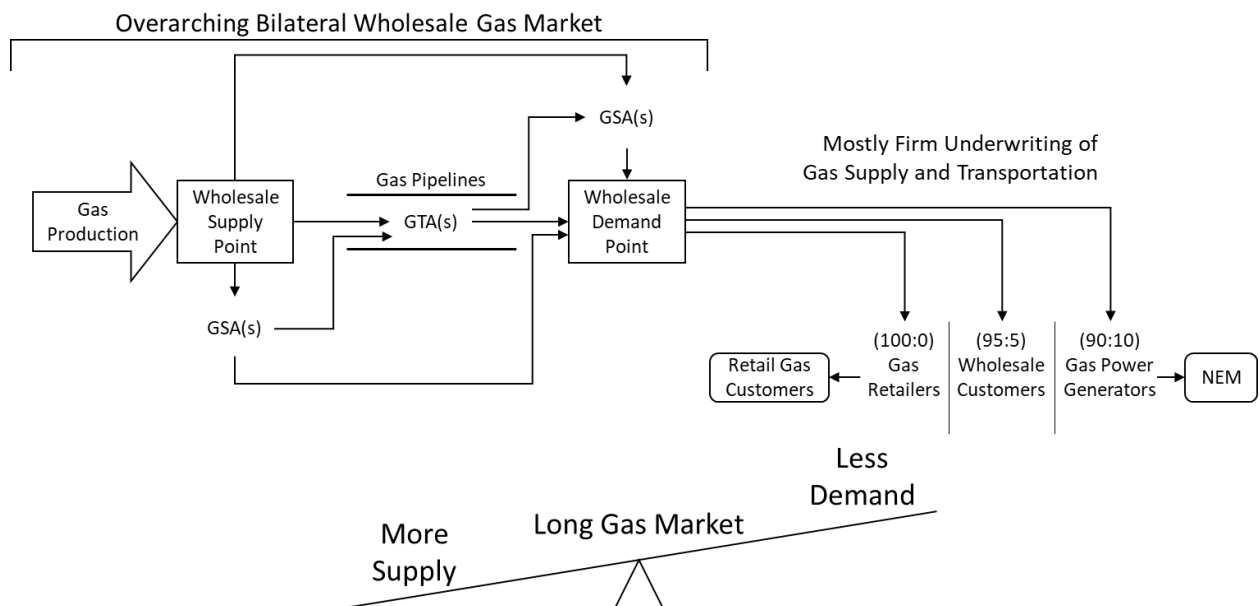 Overarching Bilateral Wholesale Gas Market
GSA(s)
Mostly Firm Underwriting of
Gas Supply and Transportation
Gas
Production
Wholesale
Supply
Point
Gas Pipelines
GTA(s)
Wholesale
Demand
Point
GSA(s)
Retail Gas
Customers
(100:0)
Gas
Retailers
(95:5)
Wholesale
Customers
(90:10)
Gas Power
Generators
NEM
More
Supply
Long Gas Market
Less
Demand